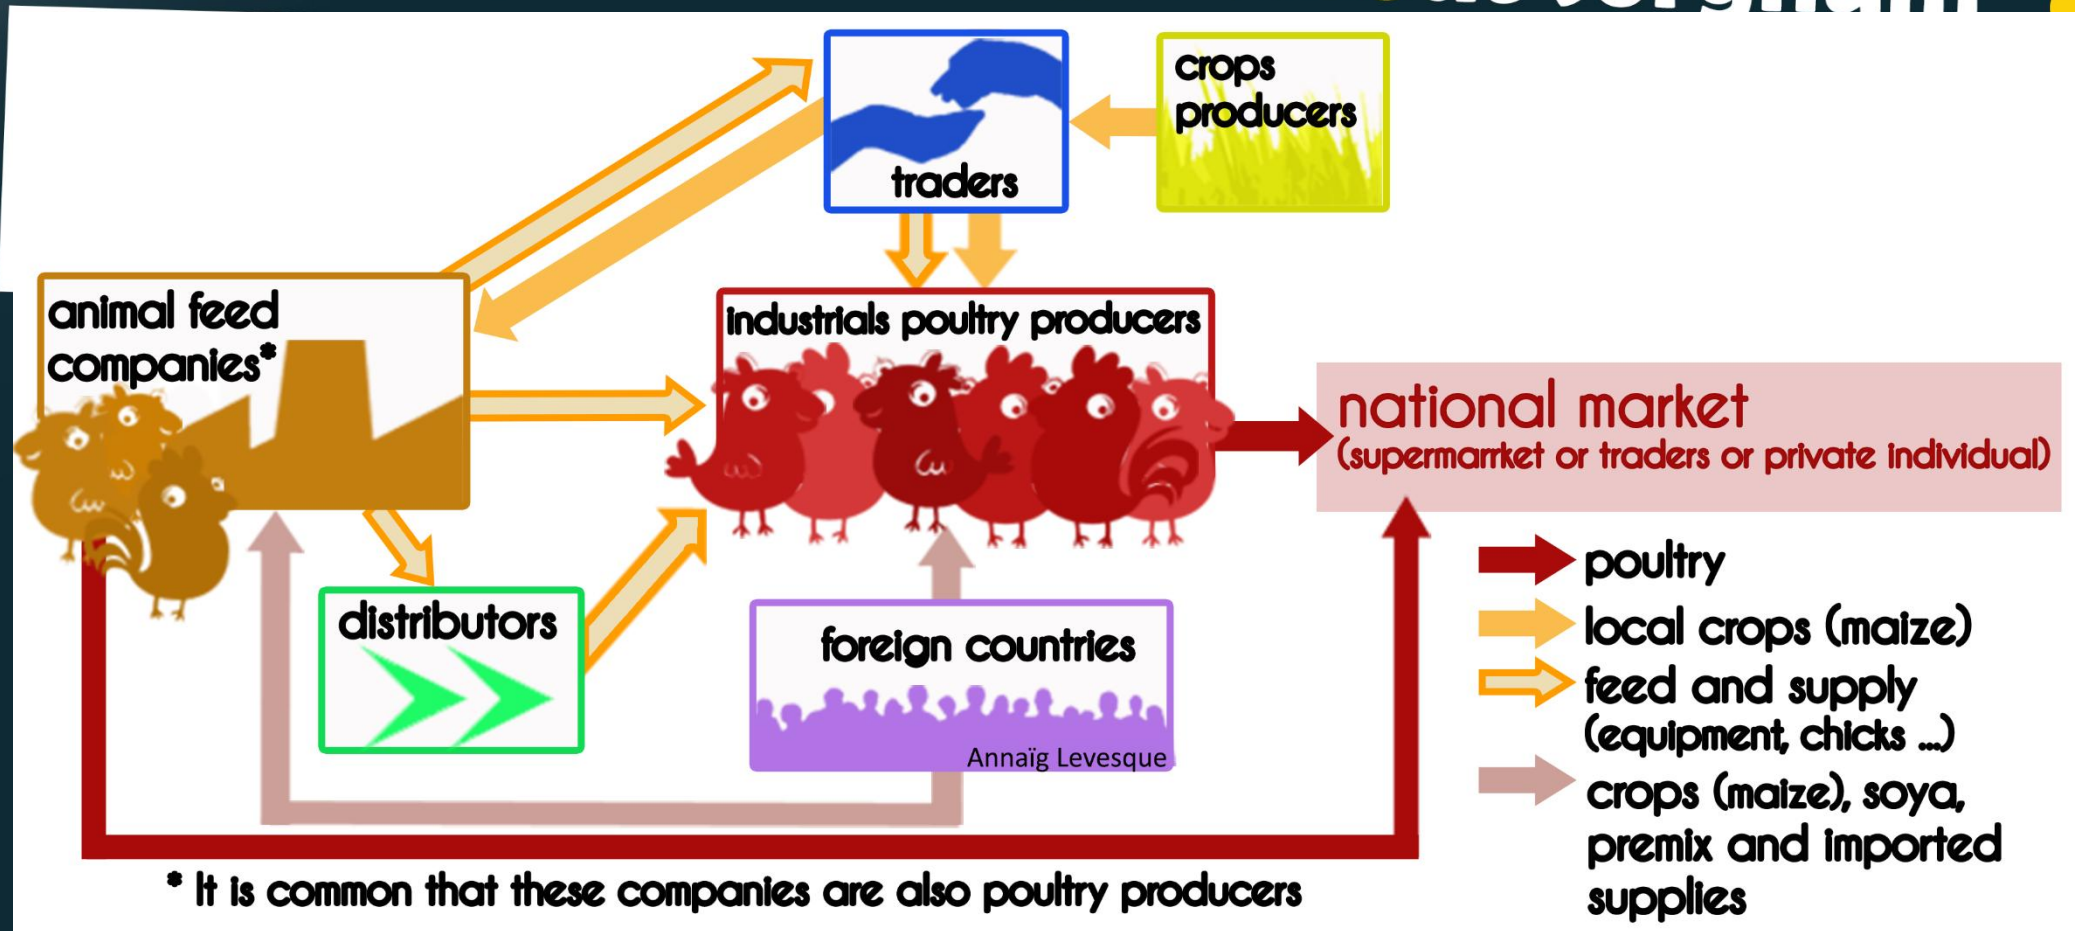 traders
crops
producers
animal feed
companies*
industrials poultry producers
national market
(supermarrket or traders or private individual)
distributors
foreign countries
Annaïg Levesque
poultry
local crops (maize)
feed and supply
(equipment, chicks ...)
crops (maize), soya,
premix and imported
supplies
* It is common that these companies are also poultry producers